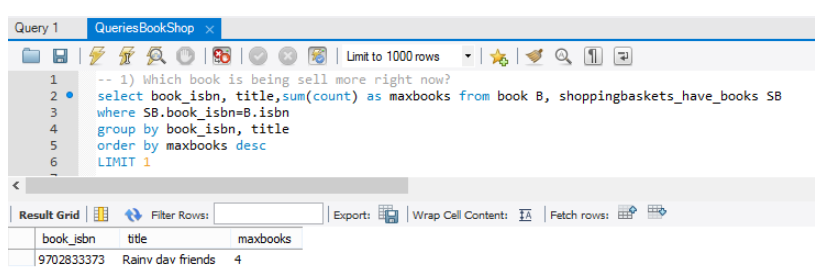 Query 1 QueriesBookShop ×
Limit to 1000 rows
1 -- 1) Which book is being sell more right now?
2 select book_isbn, title,sum(count) as maxbooks from book B, shoppingbaskets_have_books SB
3 where SB.book_isbn=B.isbn
4 group by book_isbn, title
5 order by maxbooks desc
6 LIMIT 1
Result Grid Filter Rows: Export: Wrap Cell Content: IA Fetch rows:
book_isbn title maxbooks
9702833373 Rainy day friends 4